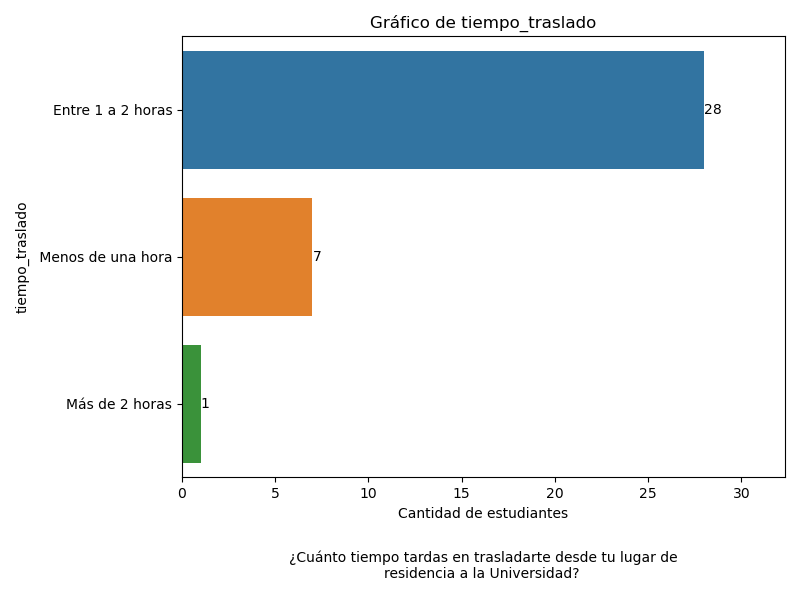 Gráfico de tiempo_traslado
tiempo_traslado
Entre 1 a 2 horas
28
Menos de una hora
7
Más de 2 horas
1
0 5 10 15 20 25 30
Cantidad de estudiantes
¿Cuánto tiempo tardas en trasladarte desde tu lugar de
residencia a la Universidad?